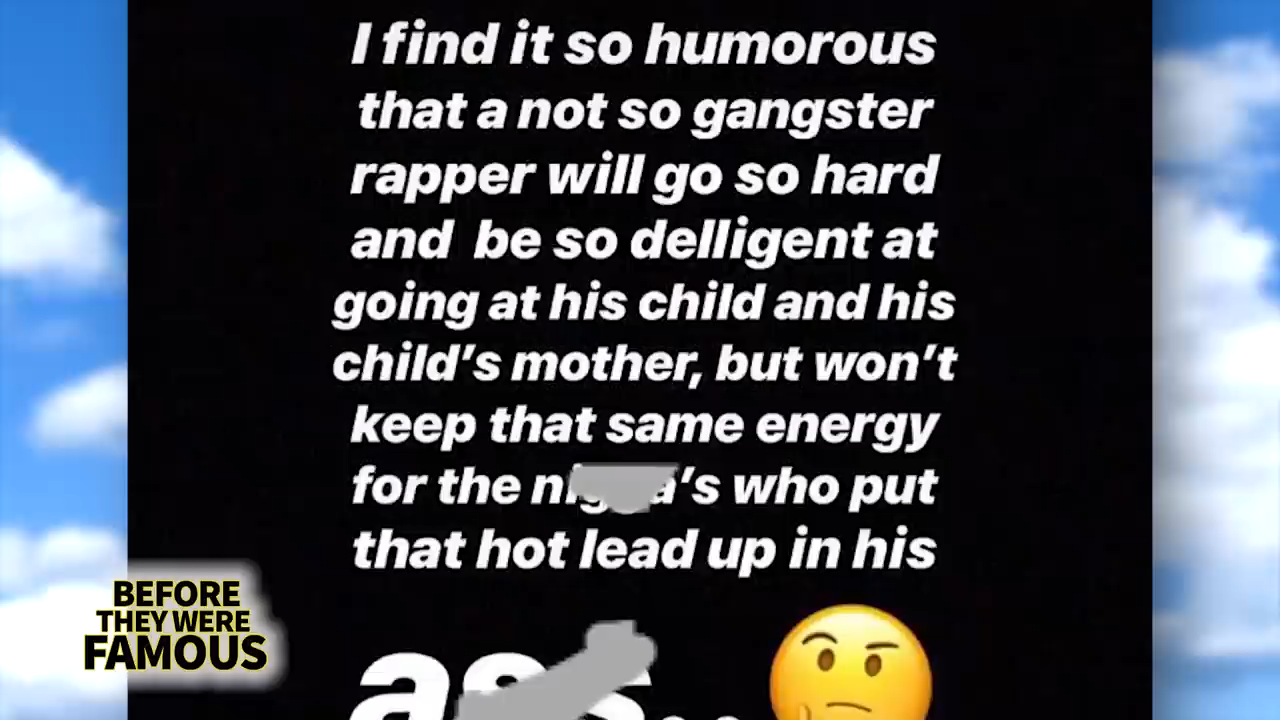 I find it so humorous
that a not so gangster
rapper will go so hard
and be so delligent at
going at his child and his
child's mother, but won't
keep that same energy
for the who put
that hot lead up in his
BEFORE
THEY WERE
FAMOUS